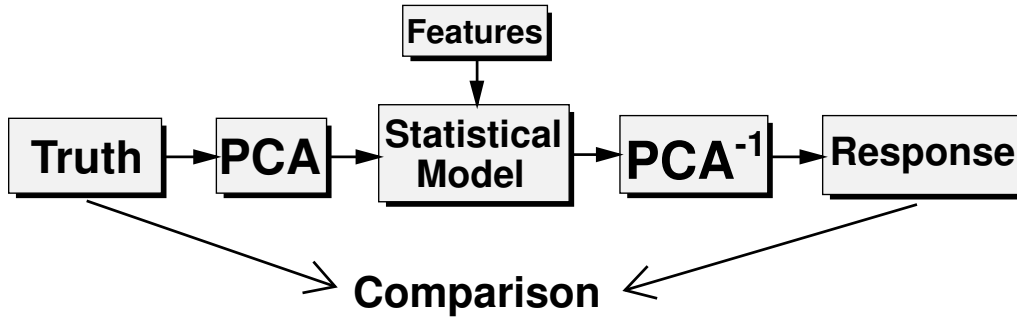 Features
Truth
PCA
Statistical
Model
PCA⁻¹
Response
Comparison